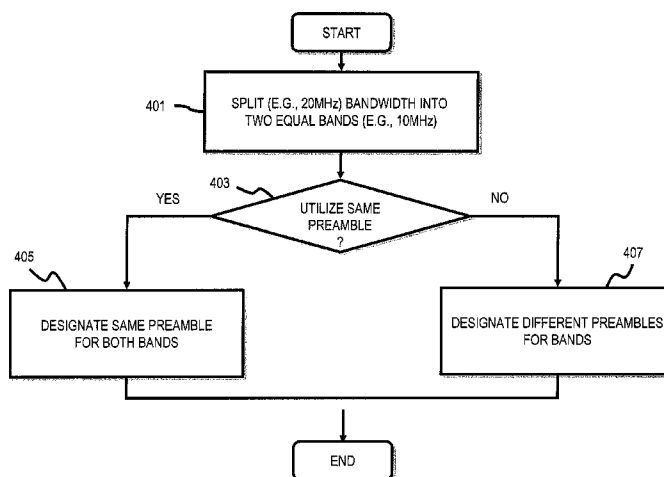 START
401
SPLIT (E.G., 20MHz) BANDWIDTH INTO
TWO EQUAL BANDS (E.G., 10MHz)
403
YES
NO
UTILIZE SAME
PREAMBLE
?
405
407
DESIGNATE SAME PREAMBLE
FOR BOTH BANDS
DESIGNATE DIFFERENT PREAMBLES
FOR BANDS
END